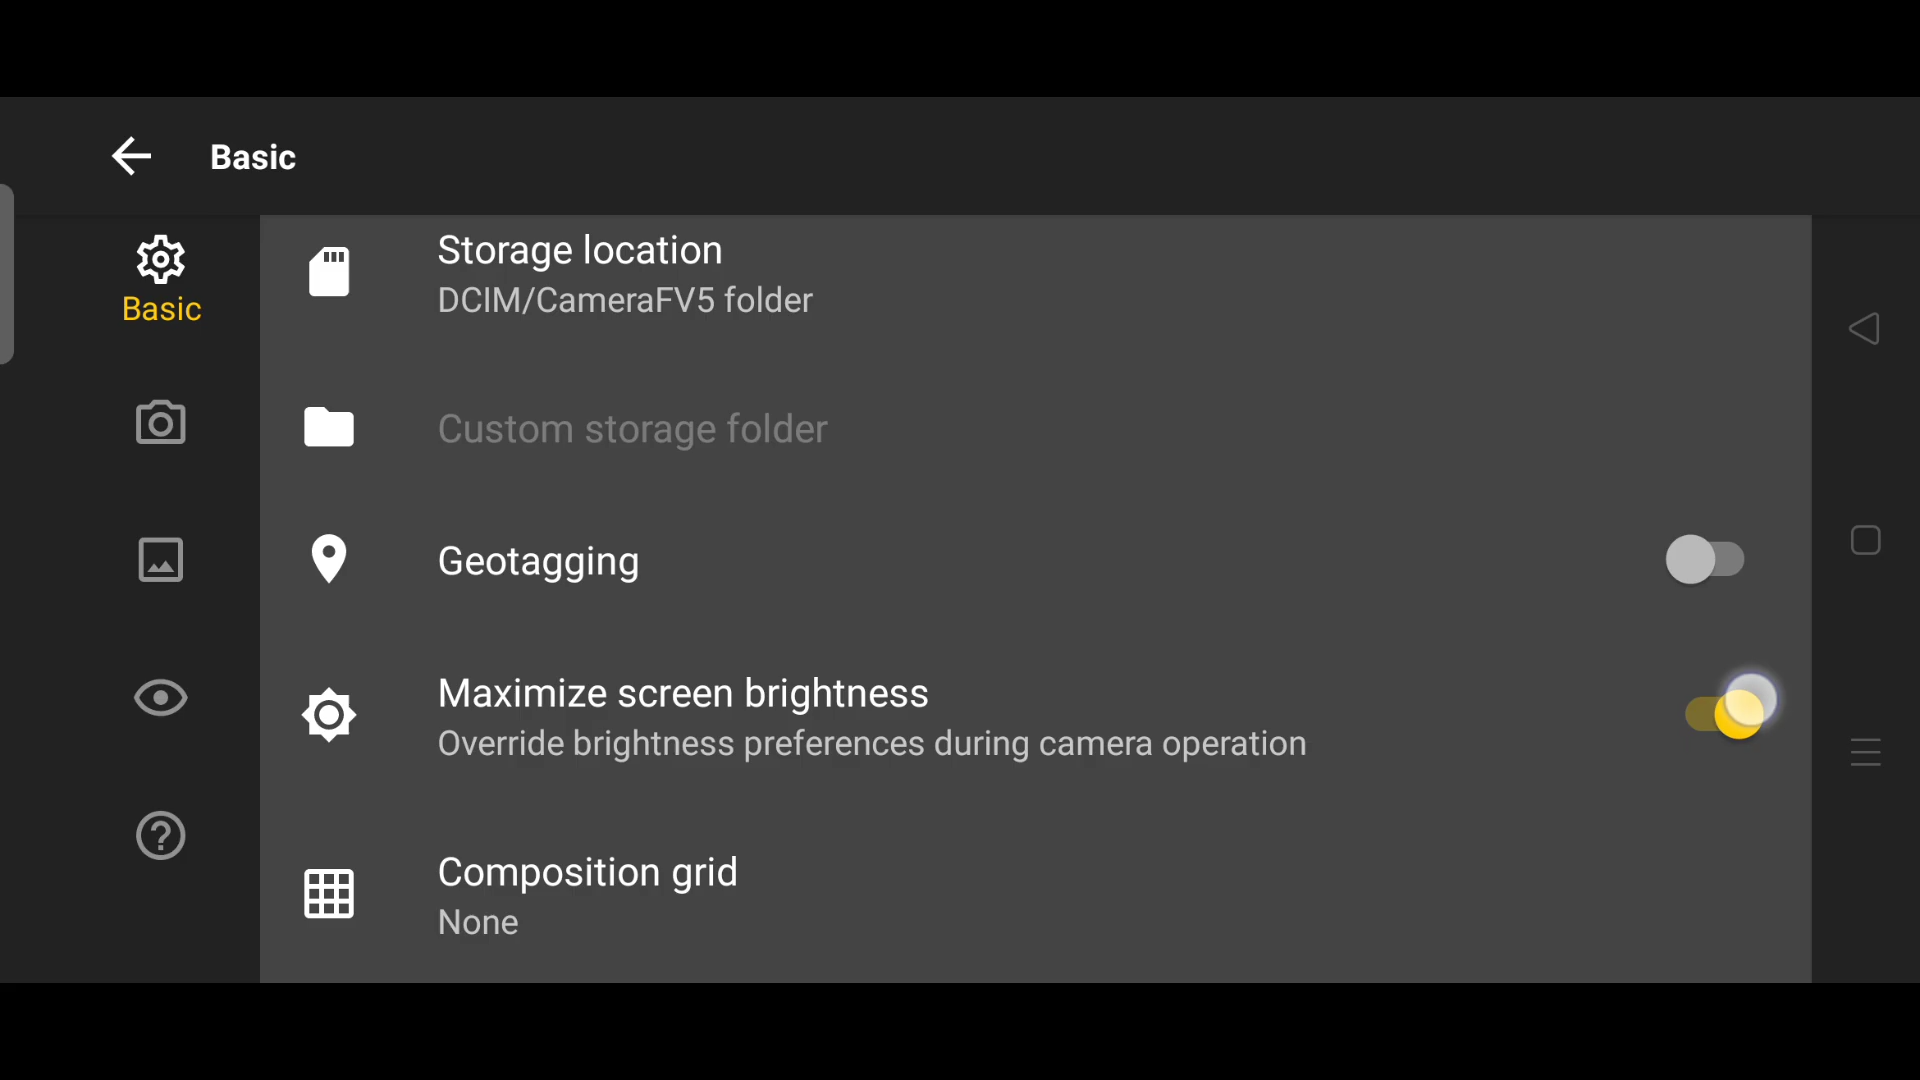 Basic
Basic
Storage location
DCIM/CameraFV5 folder
Custom storage folder
Geotagging
Maximize screen brightness
Override brightness preferences during camera operation
Composition grid
None